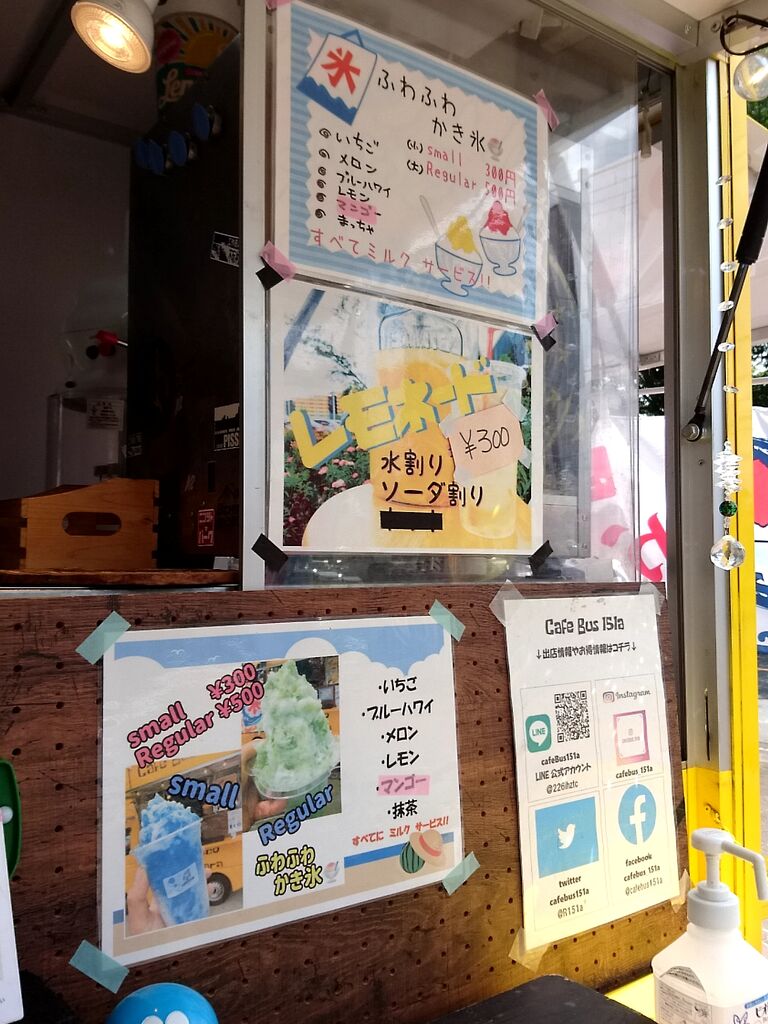 氷
ふわふわ
かき氷
いちご
メロン
ブルーハワイ
レモン
マンゴー
まっちゃ
(小) small 300円
(大) Regular 500円
すべてミルク サービス!!
レモネード
¥300
水割り
ソーダ割り
PISS
small ¥300
Regular ¥500
small
Regular
ふわふわ
かき氷
・いちご
・ブルーハワイ
・メロン
・レモン
・マンゴー
・抹茶
すべてに ミルク サービス!!
Cafe Bus 151a
↓出店情報やお得情報はコチラ↓
LINE
cafeBus151a
LINE 公式アカウント
@226ihztc
Instagram
cafebus_151a
twitter
cafebus151a
@B151a
facebook
cafebus 151a
@cafebus151a